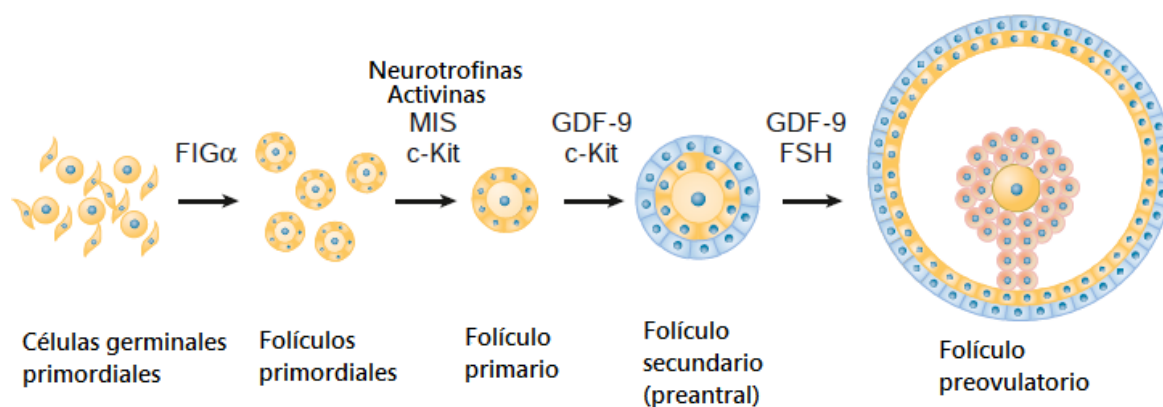 FIGα
Neurotrofinas
Activinas
MIS
c-Kit
GDF-9
c-Kit
GDF-9
FSH
Células germinales
primordiales
Folículos
primordiales
Folículo
primario
Folículo
secundario
(preantral)
Folículo
preovulatorio